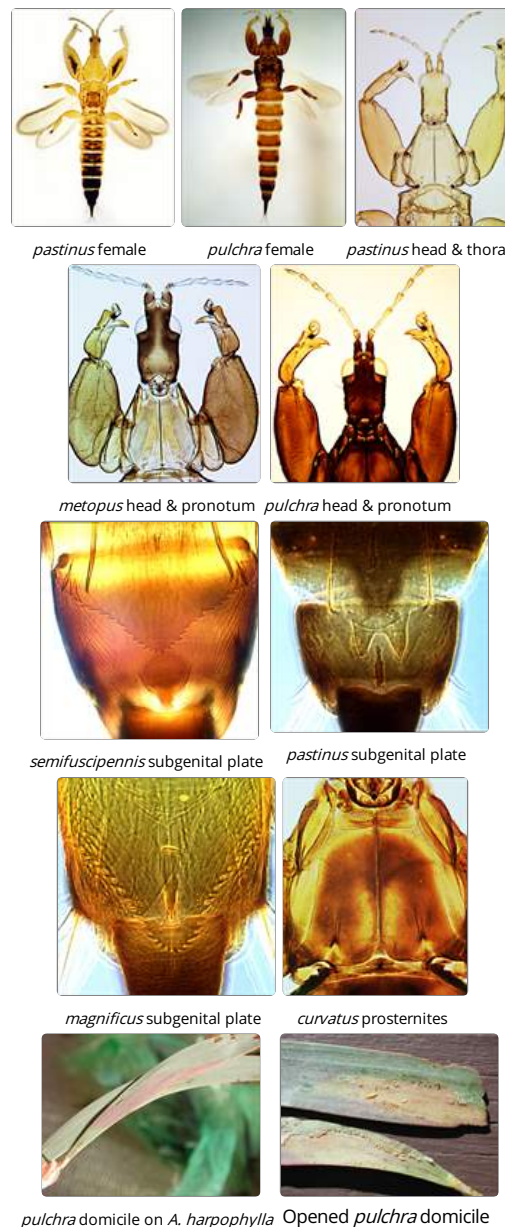 pastinus female
pulchra female
pastinus head & thora
metopus head & pronotum
pulchra head & pronotum
semifuscipennis subgenital plate
pastinus subgenital plate
magnificus subgenital plate
curvatus prosternites
pulchra domicile on A. harpophylla
Opened pulchra domicile